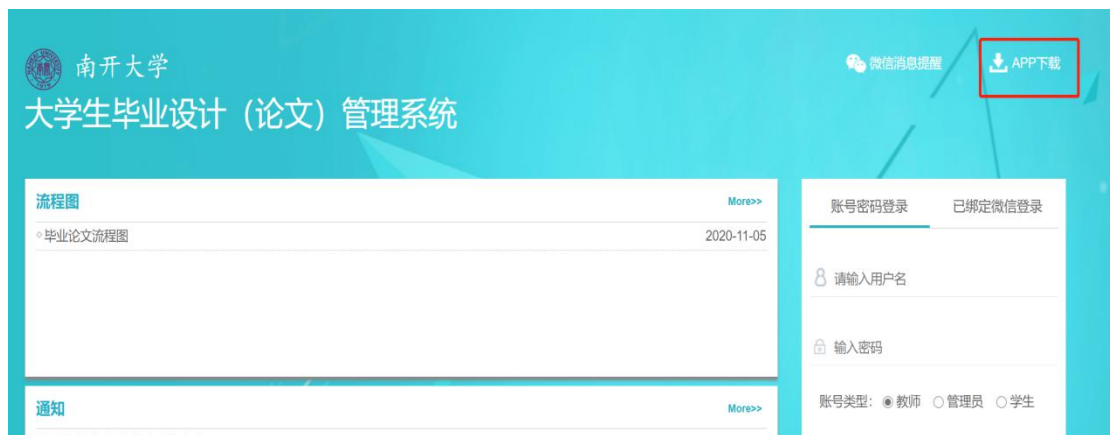 南开大学
大学生毕业设计（论文）管理系统
微信消息提醒
APP下载
流程图
More>>
毕业论文流程图
2020-11-05
通知
More>>
账号密码登录
已绑定微信登录
请输入用户名
输入密码
账号类型： 教师 管理员 学生